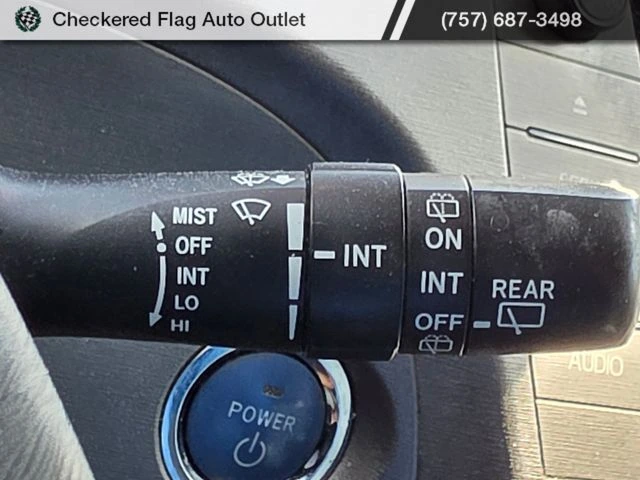 Checkered Flag Auto Outlet
(757) 687-3498
MIST
OFF
INT
LO
HI
INT
ON
INT
OFF
REAR
POWER
AUDIO